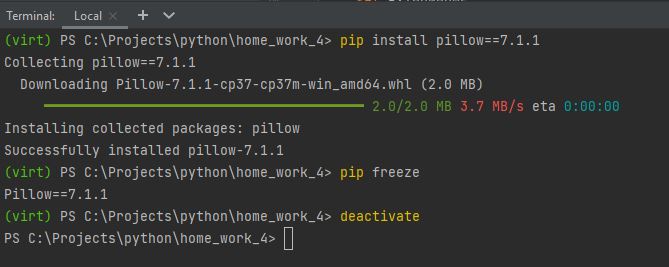 Terminal: Local × +
(virt) PS C:\Projects\python\home_work_4> pip install pillow==7.1.1
Collecting pillow==7.1.1
Downloading Pillow-7.1.1-cp37-cp37m-win_amd64.whl (2.0 MB)
2.0/2.0 MB 3.7 MB/s eta 0:00:00
Installing collected packages: pillow
Successfully installed pillow-7.1.1
(virt) PS C:\Projects\python\home_work_4> pip freeze
Pillow==7.1.1
(virt) PS C:\Projects\python\home_work_4> deactivate
PS C:\Projects\python\home_work_4>